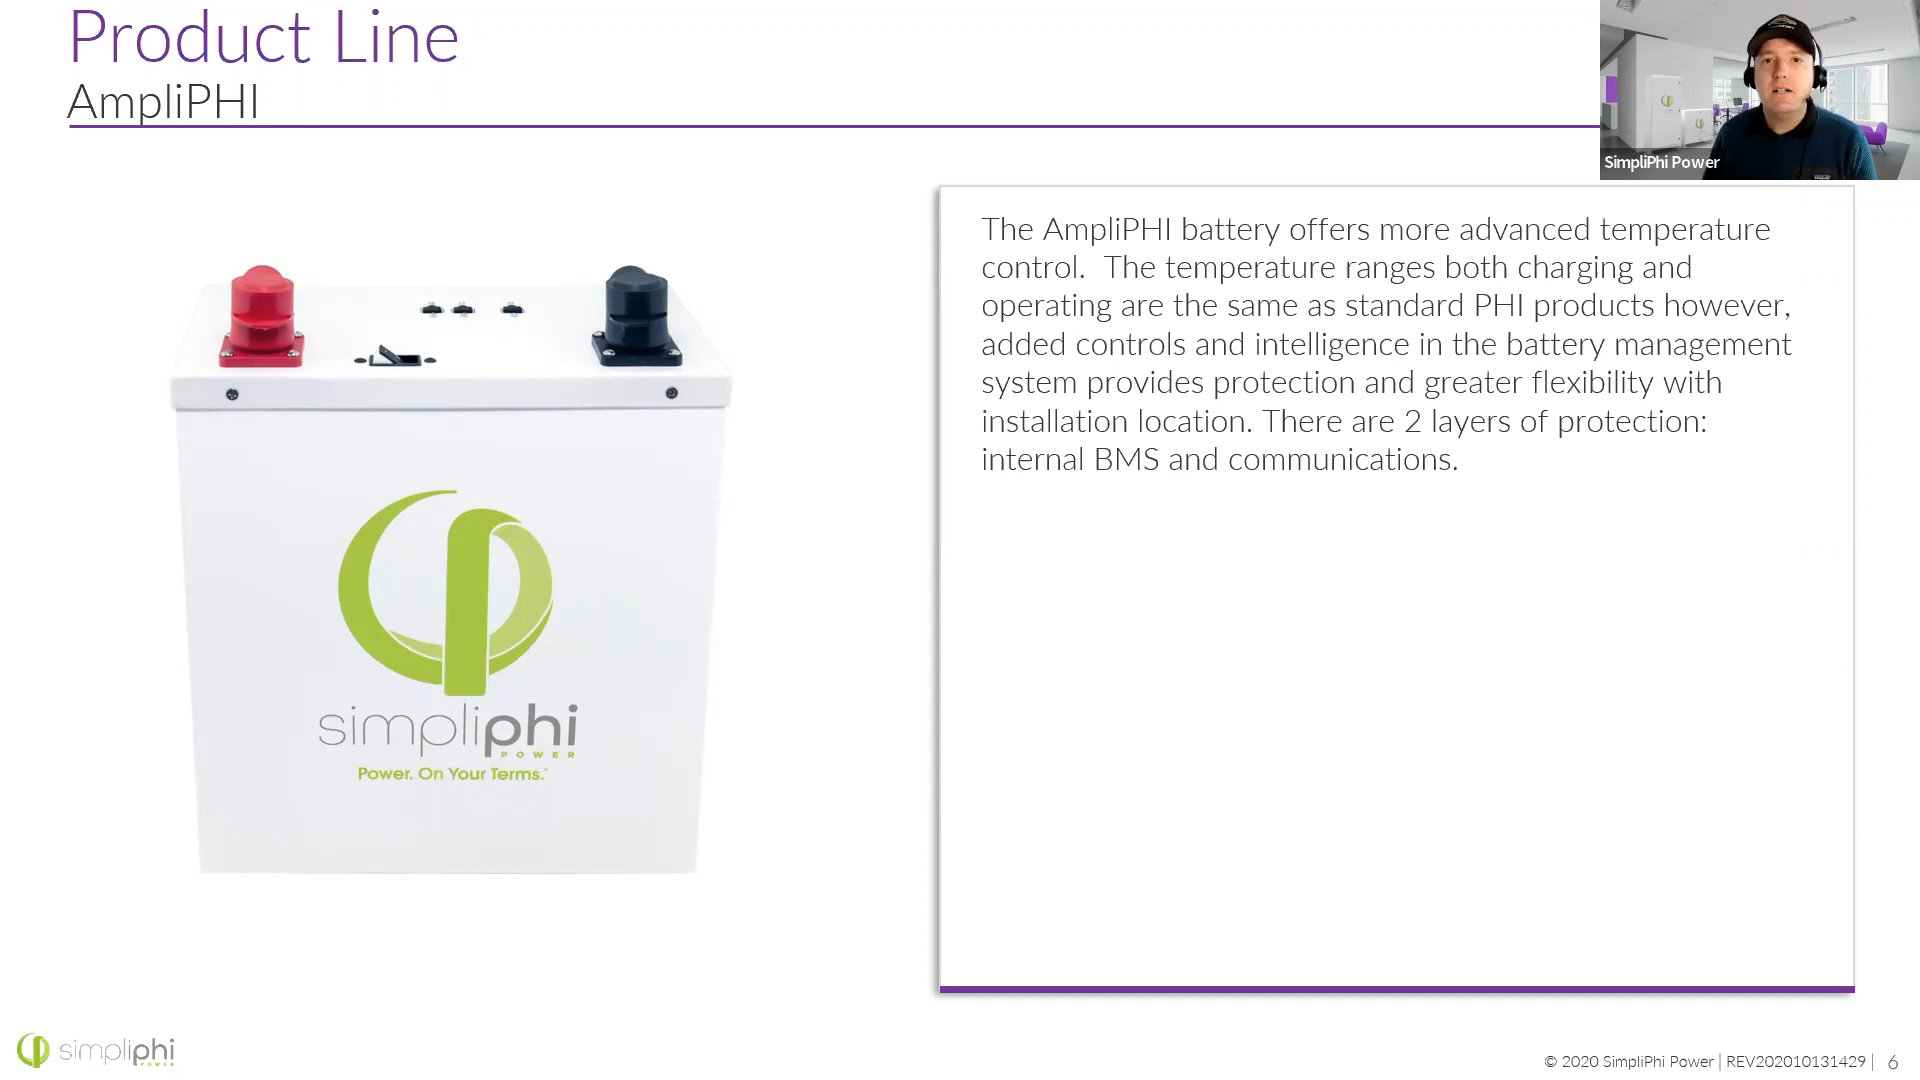 Product Line
AmpliPHI
SimpliPhi Power
The AmpliPHI battery offers more advanced temperature
control.  The temperature ranges both charging and
operating are the same as standard PHI products however,
added controls and intelligence in the battery management
system provides protection and greater flexibility with
installation location. There are 2 layers of protection:
internal BMS and communications.
simpliphi
POWER
Power. On Your Terms.™
simpliphi
POWER
© 2020 SimpliPhi Power | REV202010131429 | 6